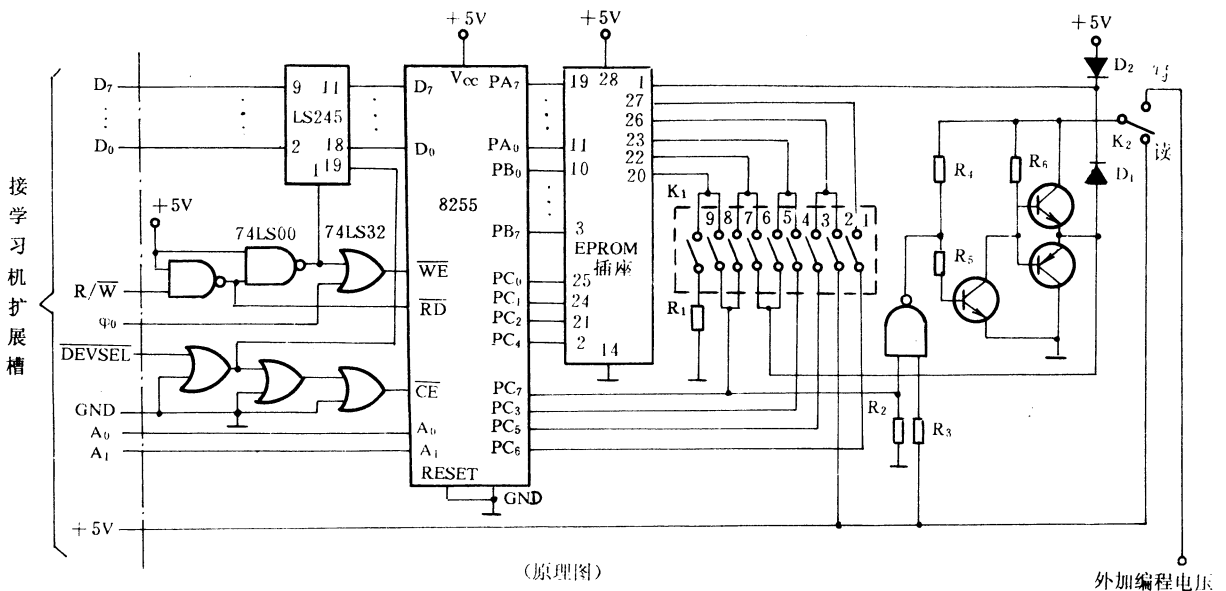 +5V
+5V
+5V
D₇
9
11
LS245
2
18
19
1
D₀
D₇
Vcc
PA₇
19
28
1
27
26
23
22
20
D₂
写
K₂
读
D₁
D₀
PA₀
11
PB₀
10
8255
PB₇
3
EPROM
插座
K₁
9
8
7
6
5
4
3
2
1
R₄
R₆
R₅
接学习机扩展槽
+5V
74LS00
74LS32
R/W̅
W̅E̅
R̅D̅
φ₀
D̅E̅V̅S̅E̅L̅
GND
C̅E̅
A₀
A₁
A₀
A₁
PC₀
25
PC₁
24
PC₂
21
PC₄
2
14
R₁
PC₇
PC₃
PC₅
PC₆
R₂
R₃
RESET
GND
+5V
(原理图)
外加编程电压